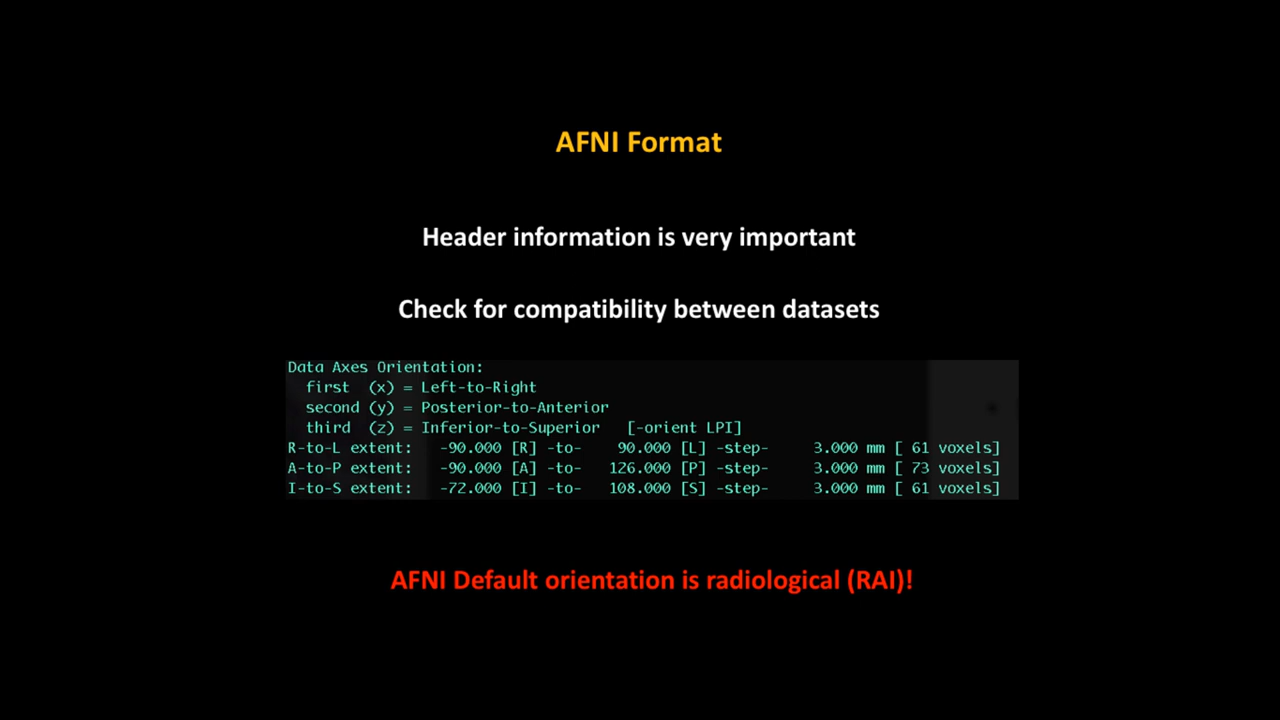 AFNI Format
Header information is very important
Check for compatibility between datasets
Data Axes Orientation:
first (x) = Left-to-Right
second (y) = Posterior-to-Anterior
third (z) = Inferior-to-Superior [-orient LPI]
R-to-L extent: -90.000 [R] -to- 90.000 [L] -step- 3.000 mm [ 61 voxels]
A-to-P extent: -90.000 [A] -to- 126.000 [P] -step- 3.000 mm [ 73 voxels]
I-to-S extent: -72.000 [I] -to- 108.000 [S] -step- 3.000 mm [ 61 voxels]
AFNI Default orientation is radiological (RAI)!